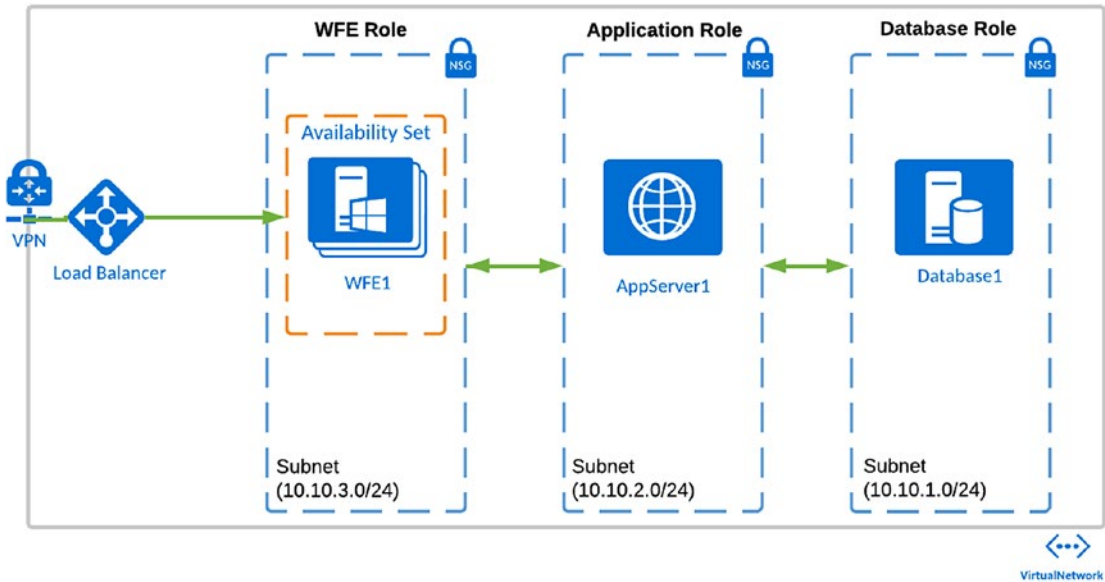 WFE Role
Application Role
Database Role
NSG
NSG
NSG
Availability Set
VPN
Load Balancer
WFE1
AppServer1
Database1
Subnet
(10.10.3.0/24)
Subnet
(10.10.2.0/24)
Subnet
(10.10.1.0/24)
VirtualNetwork